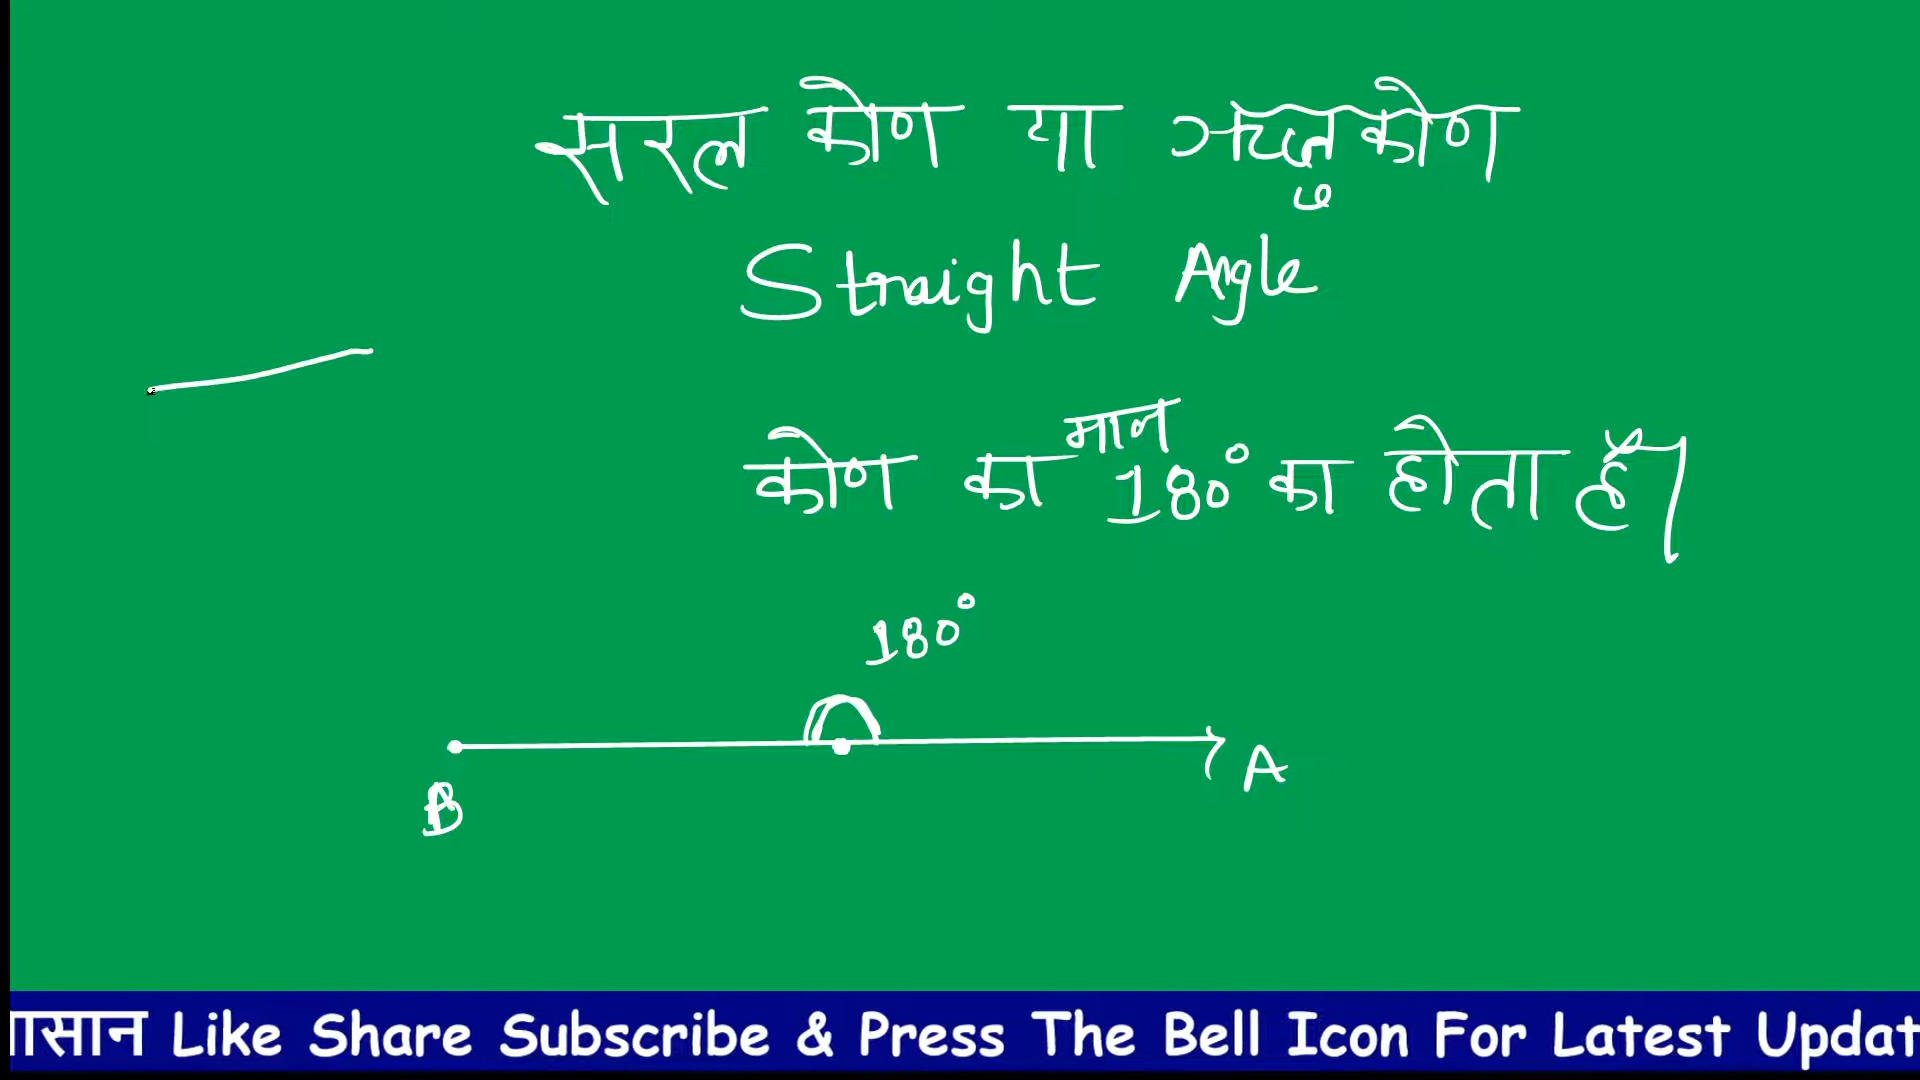 सरल कोण या ऋजुकोण
Straight Angle
मान
कोण का 180° का होता है|
180°
A
B
ासान Like Share Subscribe & Press The Bell Icon For Latest Updat